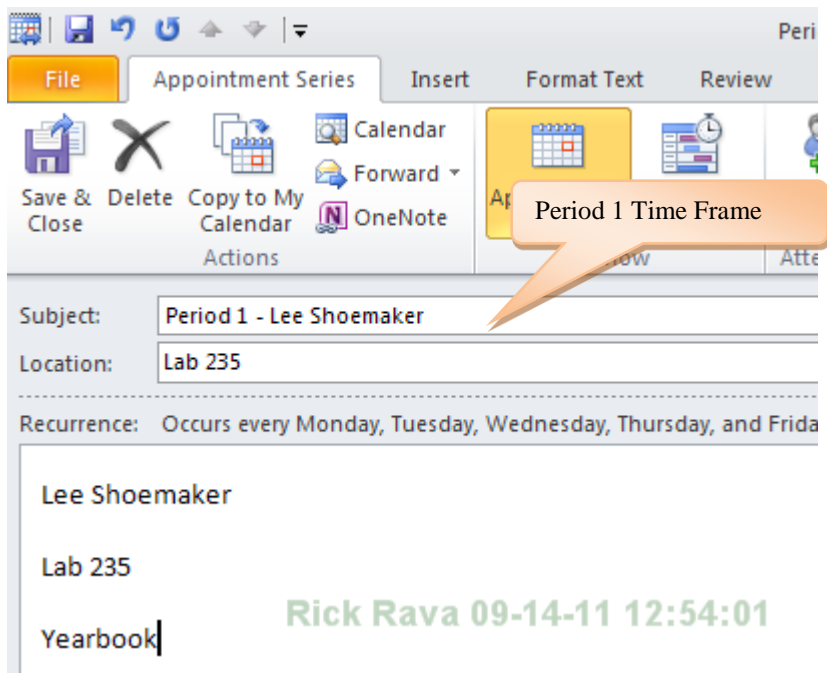 Peri
File Appointment Series Insert Format Text Review
Save & Close
Delete
Copy to My Calendar
Calendar
Forward
OneNote
Ap
Period 1 Time Frame
Actions
ow
Atte
Subject: Period 1 - Lee Shoemaker
Location: Lab 235
Recurrence: Occurs every Monday, Tuesday, Wednesday, Thursday, and Frida
Lee Shoemaker
Lab 235
Rick Rava 09-14-11 12:54:01
Yearbook